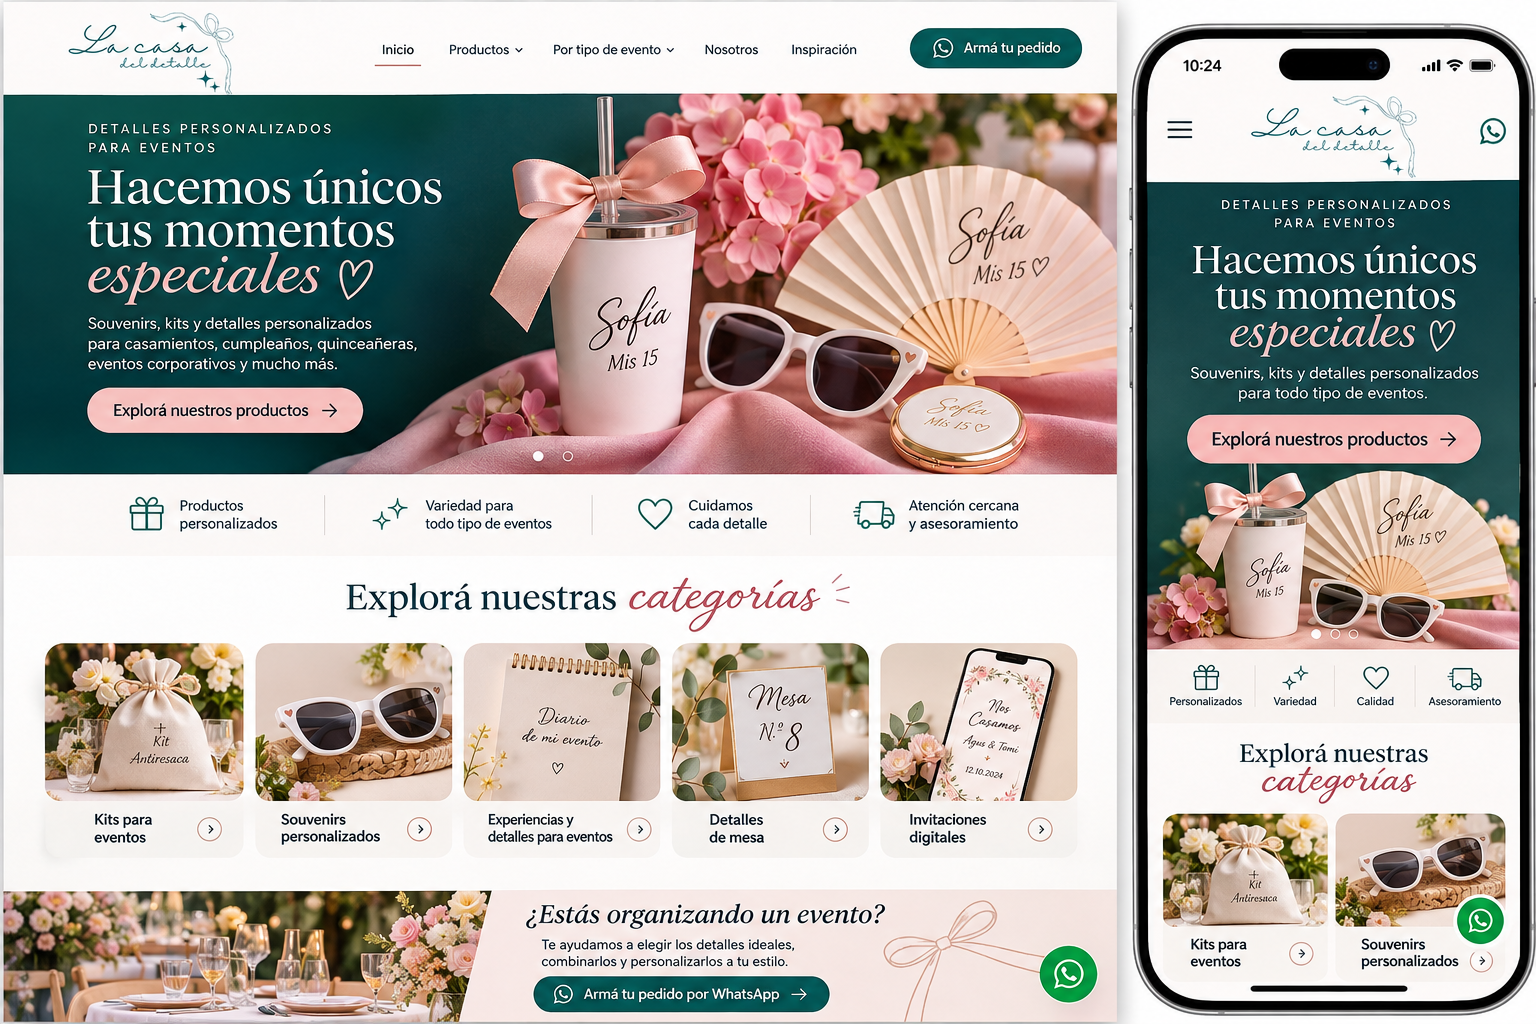 La casa
del detalle
Inicio
Productos
Por tipo de evento
Nosotros
Inspiración
Armá tu pedido
DETALLES PERSONALIZADOS
PARA EVENTOS
Hacemos únicos
tus momentos
especiales
Souvenirs, kits y detalles personalizados
para casamientos, cumpleaños, quinceañeras,
eventos corporativos y mucho más.
Explorá nuestros productos →
Sofía
Mis 15
Sofía
Mis 15 ♡
Sofía
Mis 15 ♡
Productos
personalizados
Variedad para
todo tipo de eventos
Cuidamos
cada detalle
Atención cercana
y asesoramiento
Explorá nuestras categorías
Kit
Antiresaca
Diario
de mi evento
Mesa
N.º 8
Nos
Casamos
Agus & Tomi
12.10.2024
Kits para
eventos
Souvenirs
personalizados
Experiencias y
detalles para eventos
Detalles
de mesa
Invitaciones
digitales
¿Estás organizando un evento?
Te ayudamos a elegir los detalles ideales,
combinarlos y personalizarlos a tu estilo.
Armá tu pedido por WhatsApp →
10:24
La casa
del detalle
DETALLES PERSONALIZADOS
PARA EVENTOS
Hacemos únicos
tus momentos
especiales
Souvenirs, kits y detalles personalizados
para todo tipo de eventos.
Explorá nuestros productos →
Sofía
Mis 15
Sofía
Mis 15 ♡
Personalizados
Variedad
Calidad
Asesoramiento
Explorá nuestras
categorías
Kit
Antiresaca
Kits para
eventos
Souvenirs
personalizados